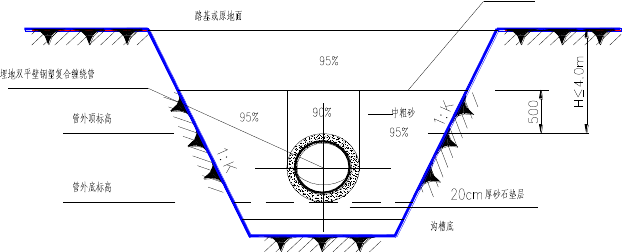 路基或原地面
95%
埋地双平壁钢塑复合缠绕管
95%
90%
中粗砂
95%
管外顶标高
1:K
1:K
500
H≤4.0m
管外底标高
20cm厚砂石垫层
沟槽底